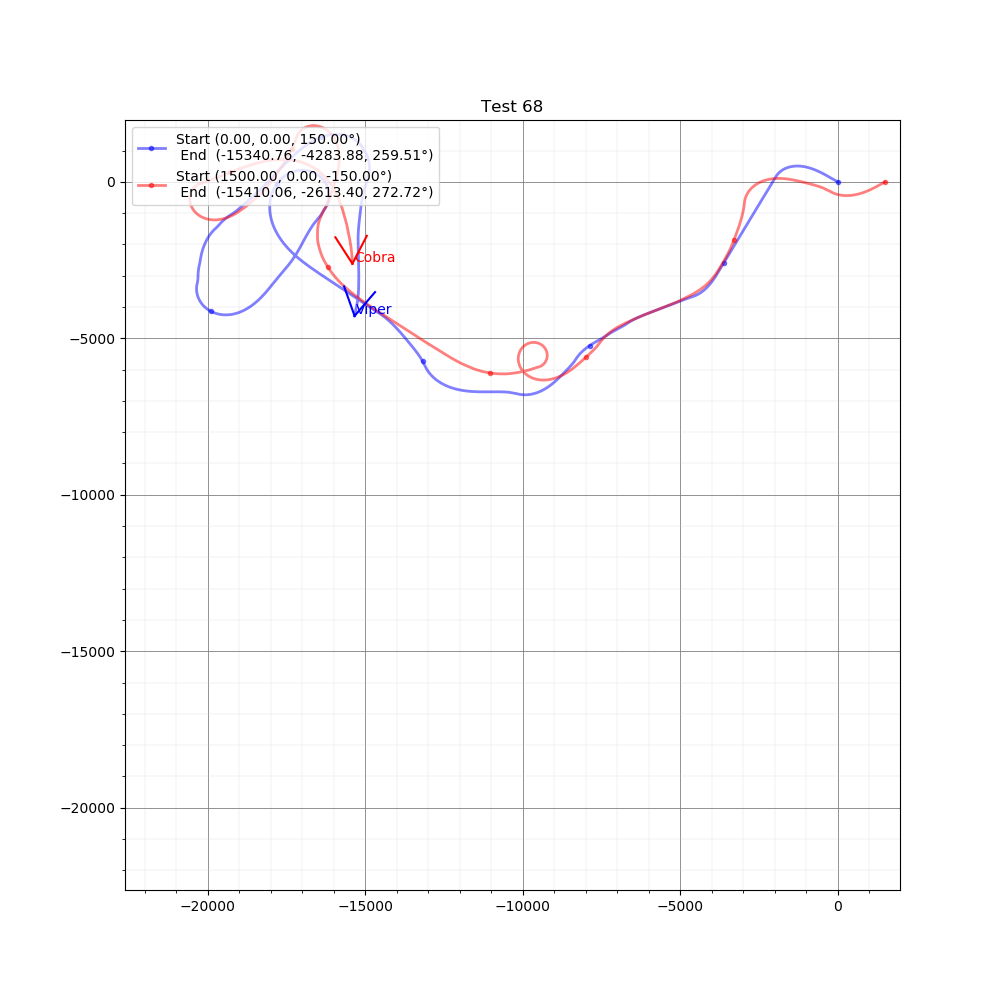 Test 68
Start (0.00, 0.00, 150.00°)
End (-15340.76, -4283.88, 259.51°)
Start (1500.00, 0.00, -150.00°)
End (-15410.06, -2613.40, 272.72°)
Cobra
Viper
0
−5000
−10000
−15000
−20000
−20000
−15000
−10000
−5000
0